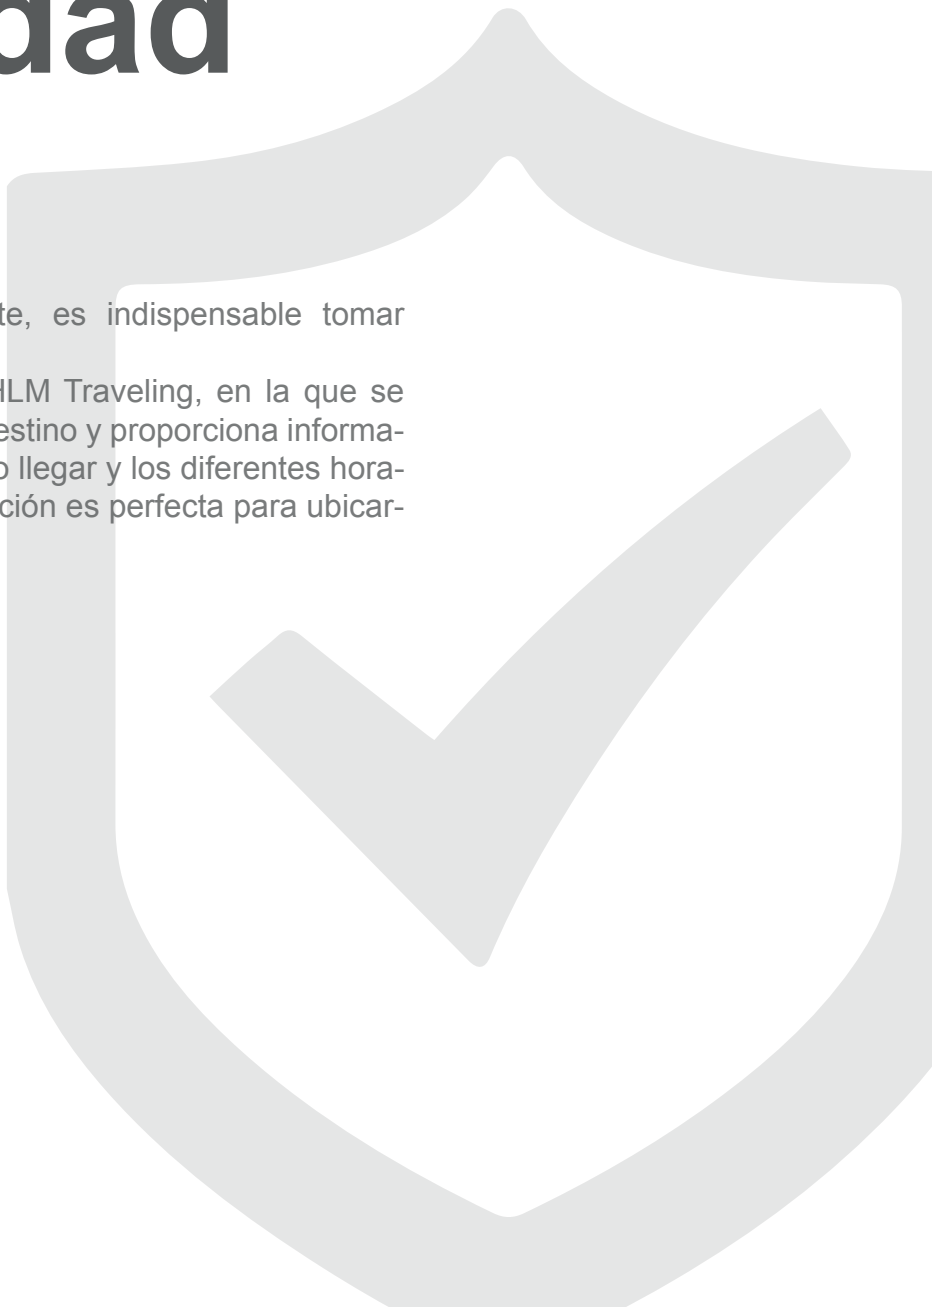 dad
te, es indispensable tomar
HLM Traveling, en la que se
estino y proporciona informa-
o llegar y los diferentes hora-
ción es perfecta para ubicar-